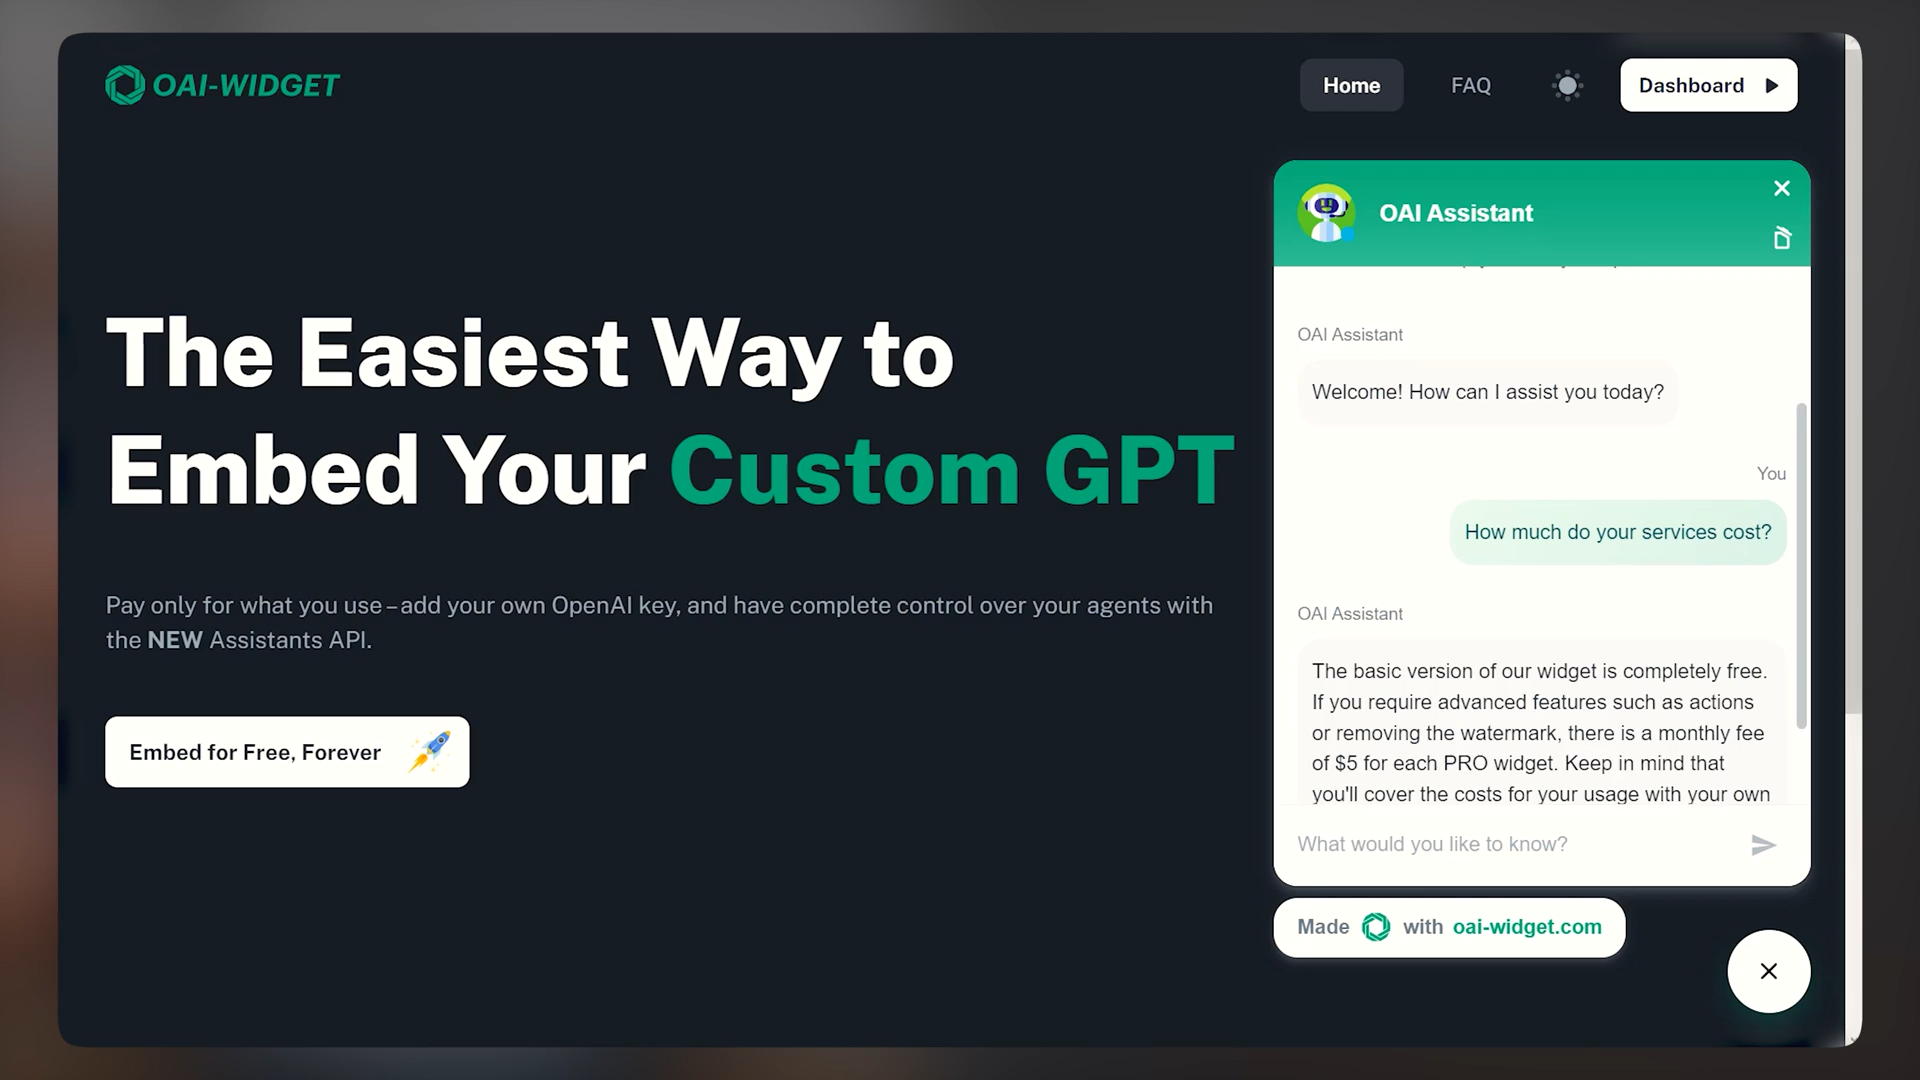 OAI-WIDGET
Home
FAQ
Dashboard
The Easiest Way to
Embed Your Custom GPT
Pay only for what you use – add your own OpenAI key, and have complete control over your agents with
the NEW Assistants API.
Embed for Free, Forever
OAI Assistant
OAI Assistant
Welcome! How can I assist you today?
You
How much do your services cost?
OAI Assistant
The basic version of our widget is completely free.
If you require advanced features such as actions
or removing the watermark, there is a monthly fee
of $5 for each PRO widget. Keep in mind that
you'll cover the costs for your usage with your own
What would you like to know?
Made with oai-widget.com